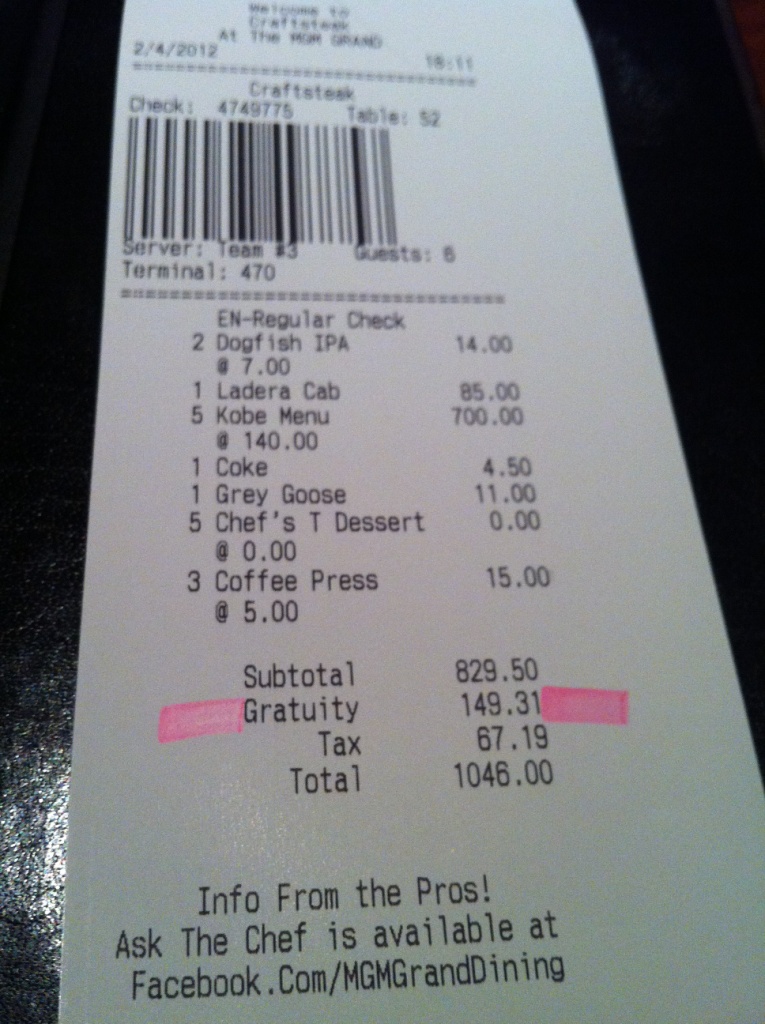 Welcome to
Craftsteak
At The MGM GRAND
2/4/2012 18:11
==================================
Craftsteak
Check: 4749775 Table: 52
Server: Team #3 Guests: 6
Terminal: 470
==================================
EN-Regular Check
2 Dogfish IPA 14.00
@ 7.00
1 Ladera Cab 85.00
5 Kobe Menu 700.00
@ 140.00
1 Coke 4.50
1 Grey Goose 11.00
5 Chef's T Dessert 0.00
@ 0.00
3 Coffee Press 15.00
@ 5.00
Subtotal 829.50
Gratuity 149.31
Tax 67.19
Total 1046.00
Info From the Pros!
Ask The Chef is available at
Facebook.Com/MGMGrandDining